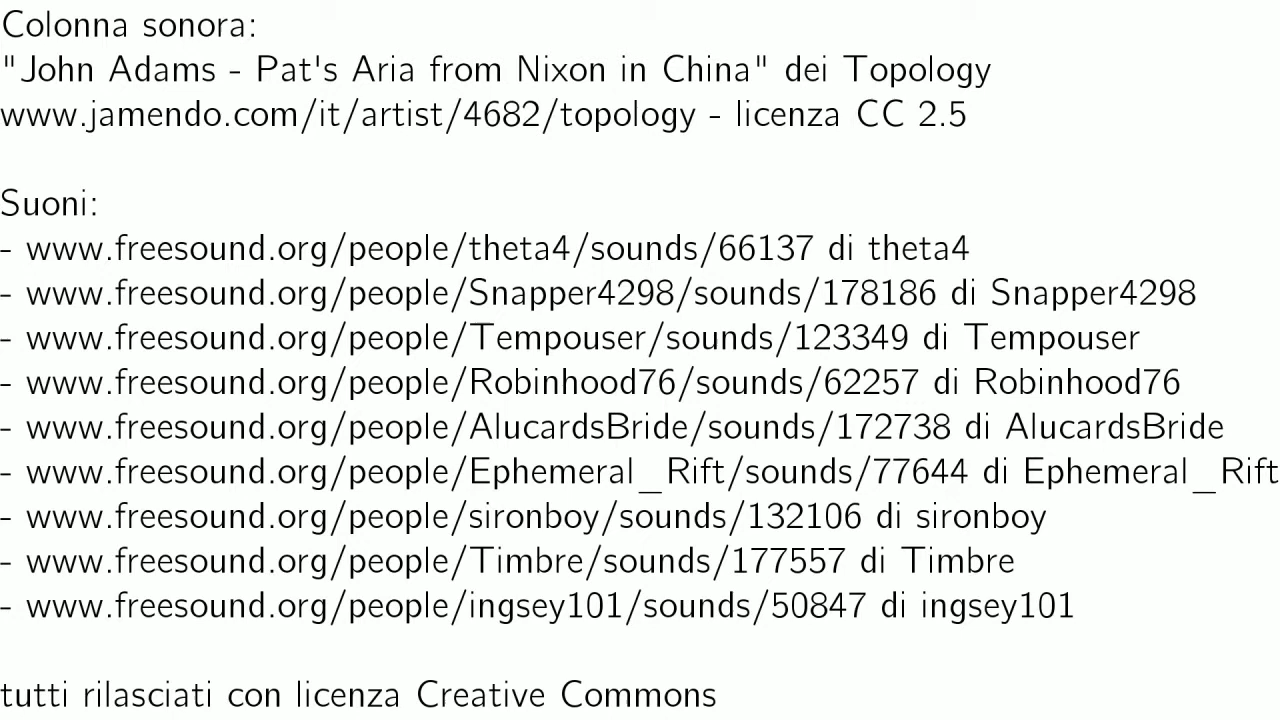 Colonna sonora:
"John Adams - Pat's Aria from Nixon in China" dei Topology
www.jamendo.com/it/artist/4682/topology - licenza CC 2.5
Suoni:
- www.freesound.org/people/theta4/sounds/66137 di theta4
- www.freesound.org/people/Snapper4298/sounds/178186 di Snapper4298
- www.freesound.org/people/Tempouser/sounds/123349 di Tempouser
- www.freesound.org/people/Robinhood76/sounds/62257 di Robinhood76
- www.freesound.org/people/AlucardsBride/sounds/172738 di AlucardsBride
- www.freesound.org/people/Ephemeral_Rift/sounds/77644 di Ephemeral_Rift
- www.freesound.org/people/sironboy/sounds/132106 di sironboy
- www.freesound.org/people/Timbre/sounds/177557 di Timbre
- www.freesound.org/people/ingsey101/sounds/50847 di ingsey101
tutti rilasciati con licenza Creative Commons